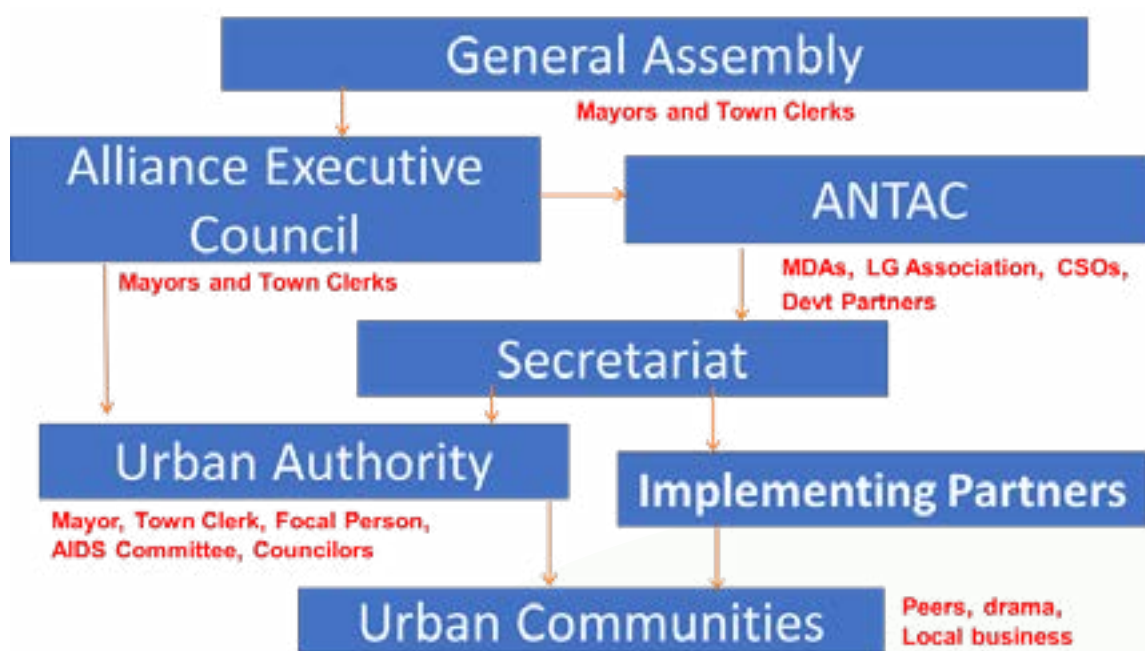 General Assembly
Mayors and Town Clerks
Alliance Executive
Council
ANTAC
Mayors and Town Clerks
MDAs, LG Association, CSOs,
Devt Partners
Secretariat
Urban Authority
Implementing Partners
Mayor, Town Clerk, Focal Person,
AIDS Committee, Councilors
Urban Communities
Peers, drama,
Local business